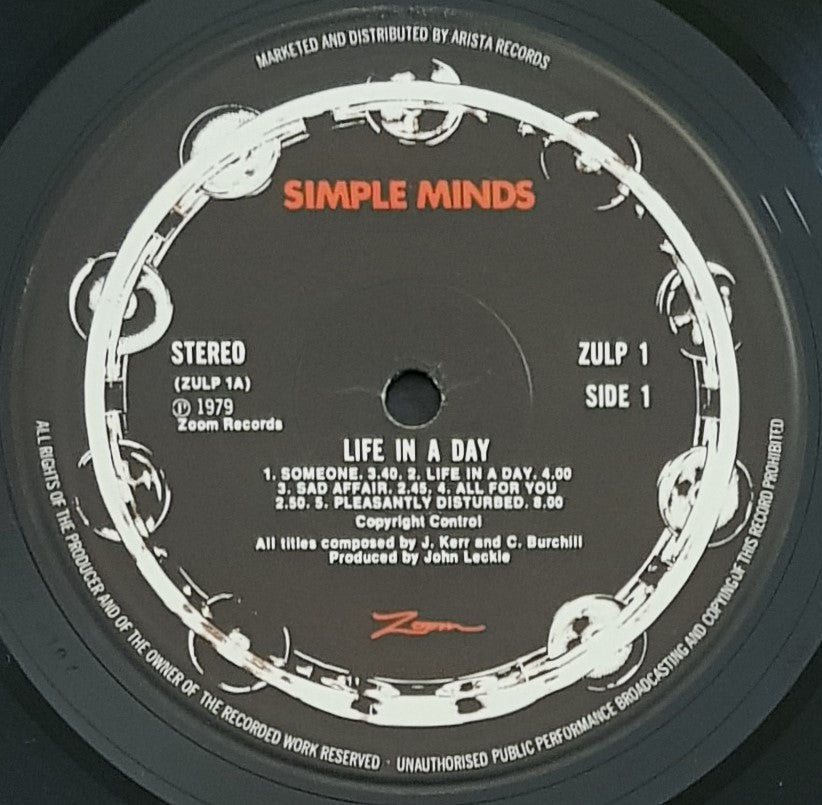 MARKETED AND DISTRIBUTED BY ARISTA RECORDS
SIMPLE MINDS
STEREO
(ZULP 1A)
Ⓟ 1979
Zoom Records
ZULP 1
SIDE 1
LIFE IN A DAY
1. SOMEONE. 3.40. 2. LIFE IN A DAY. 4.00
3. SAD AFFAIR. 2.45. 4. ALL FOR YOU
2.50. 5. PLEASANTLY DISTURBED. 8.00
Copyright Control
All titles composed by J. Kerr and C. Burchill
Produced by John Leckie
Zoom
ALL RIGHTS OF THE PRODUCER AND OF THE OWNER OF THE RECORDED WORK RESERVED · UNAUTHORISED PUBLIC PERFORMANCE BROADCASTING AND COPYING OF THIS RECORD PROHIBITED